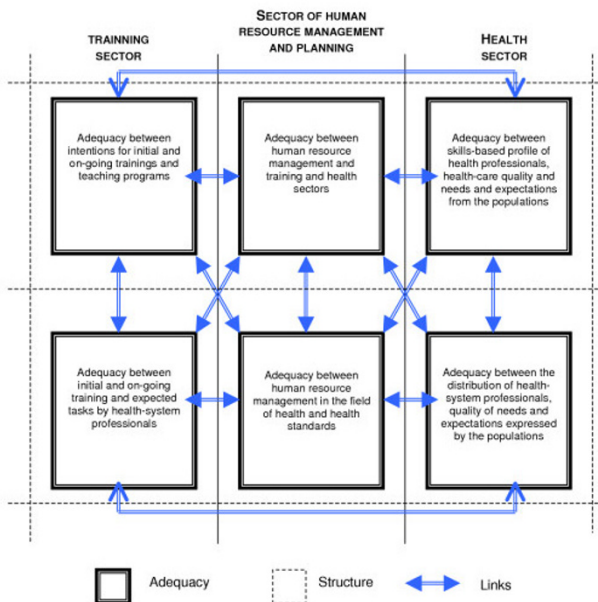 TRAINNING
SECTOR
SECTOR OF HUMAN
RESOURCE MANAGEMENT
AND PLANNING
HEALTH
SECTOR
Adequacy between
intentions for initial and
on-going trainings and
teaching programs
Adequacy between
human resource
management and
training and health
sectors
Adequacy between
skills-based profile of
health professionals,
health-care quality and
needs and expectations
from the populations
Adequacy between
initial and on-going
training and expected
tasks by health-system
professionals
Adequacy between
human resource
management in the field
of health and health
standards
Adequacy between the
distribution of health-
system professionals,
quality of needs and
expectations expressed
by the populations
Adequacy
Structure
Links